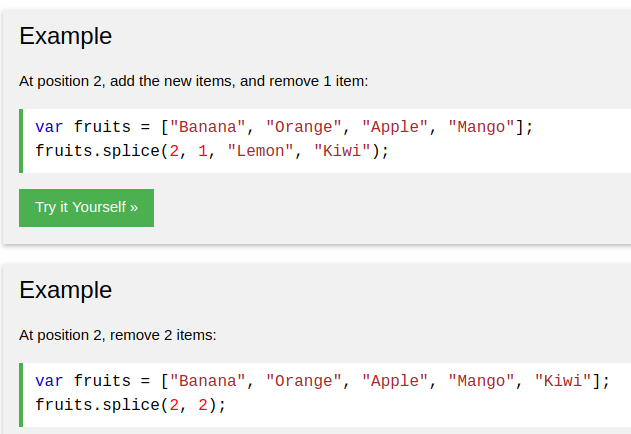 Example
At position 2, add the new items, and remove 1 item:
var fruits = ["Banana", "Orange", "Apple", "Mango"];
fruits.splice(2, 1, "Lemon", "Kiwi");
Try it Yourself »
Example
At position 2, remove 2 items:
var fruits = ["Banana", "Orange", "Apple", "Mango", "Kiwi"];
fruits.splice(2, 2);